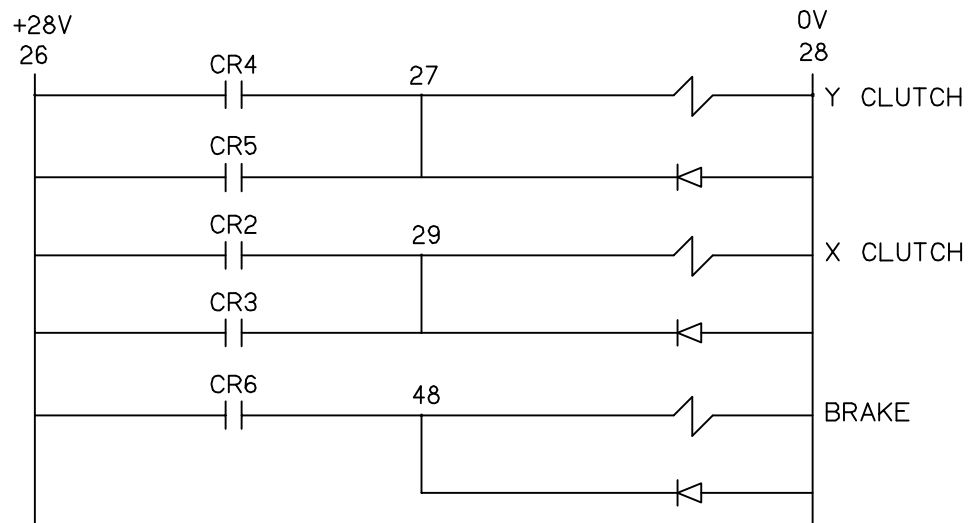 +28V
0V
26
28
CR4
27
Y CLUTCH
CR5
CR2
29
X CLUTCH
CR3
CR6
48
BRAKE